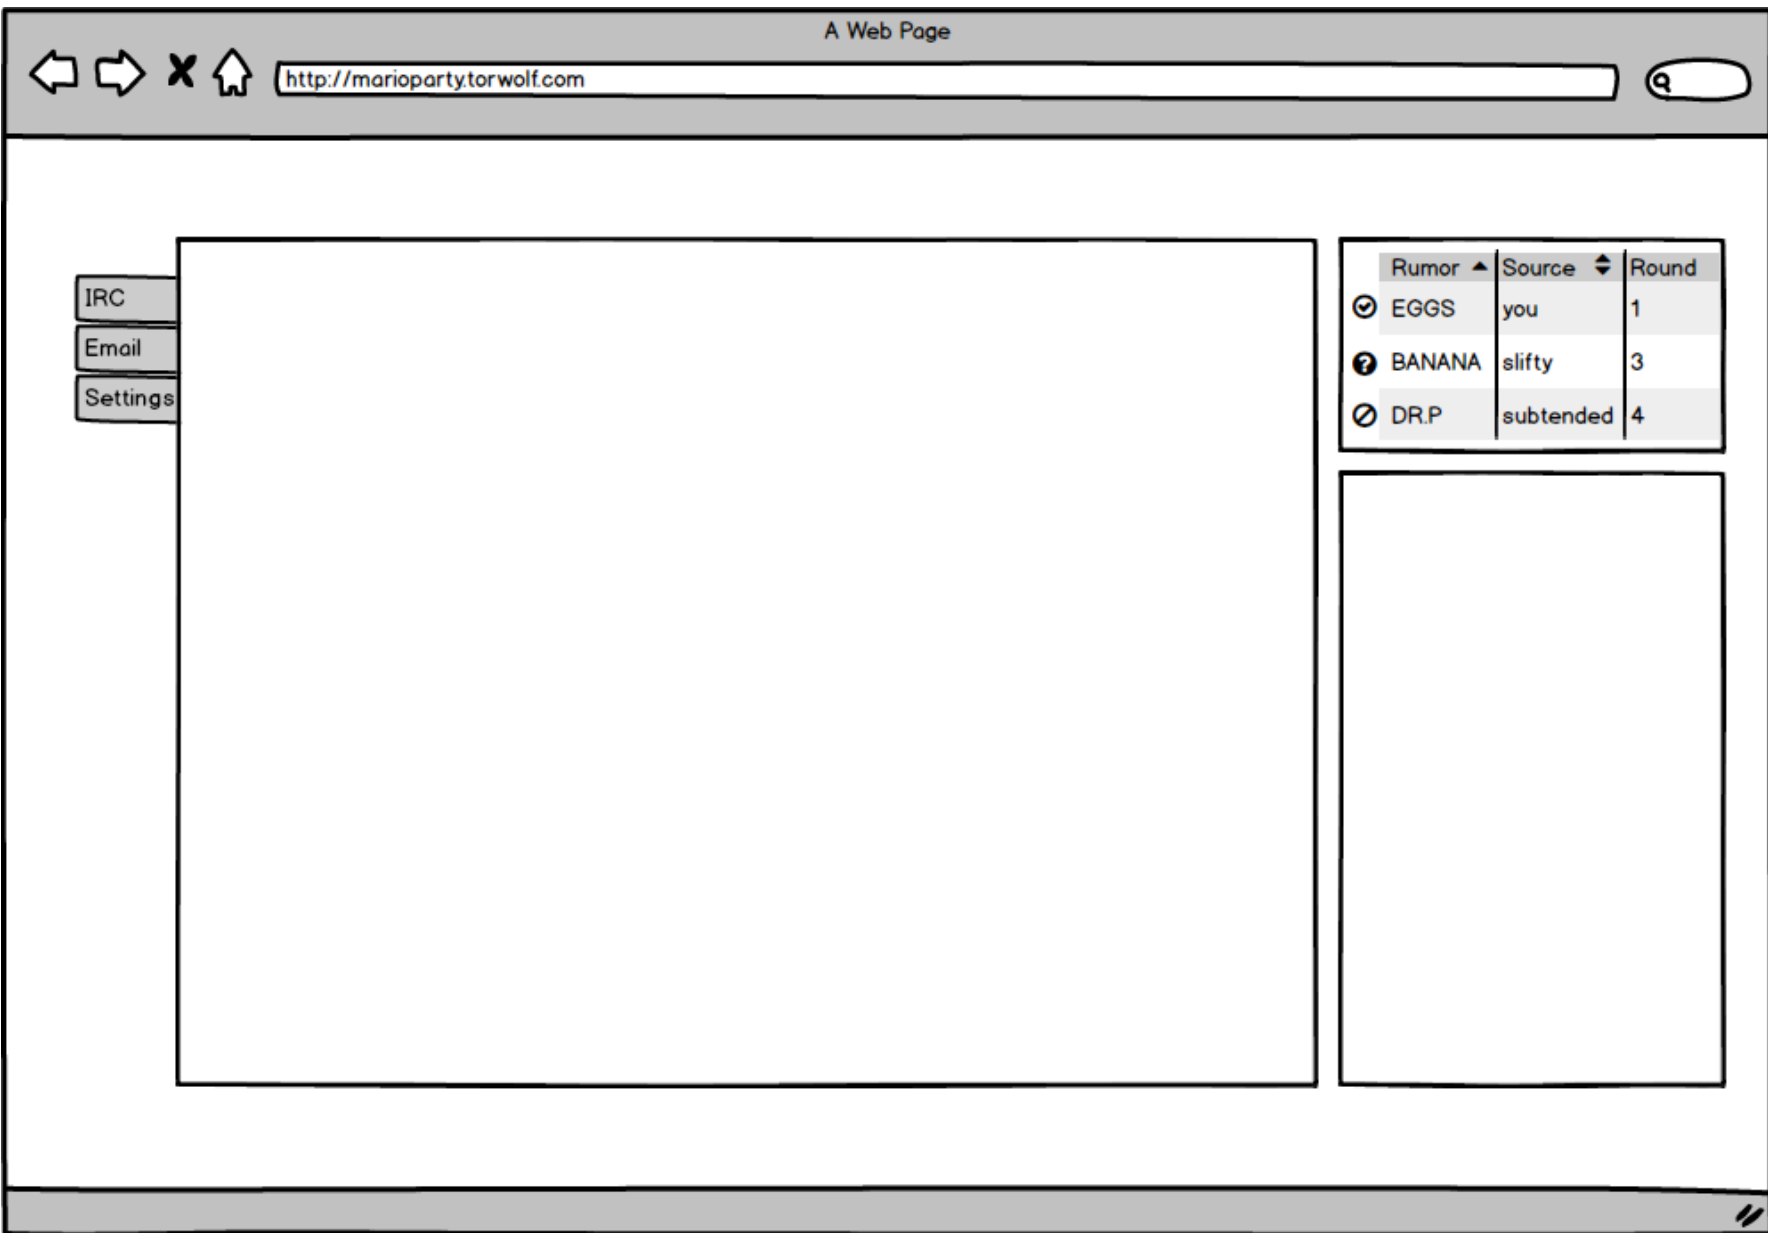 A Web Page
http://marioparty.torwolf.com
IRC
Email
Settings
Rumor Source Round
EGGS you 1
BANANA slifty 3
DR.P subtended 4